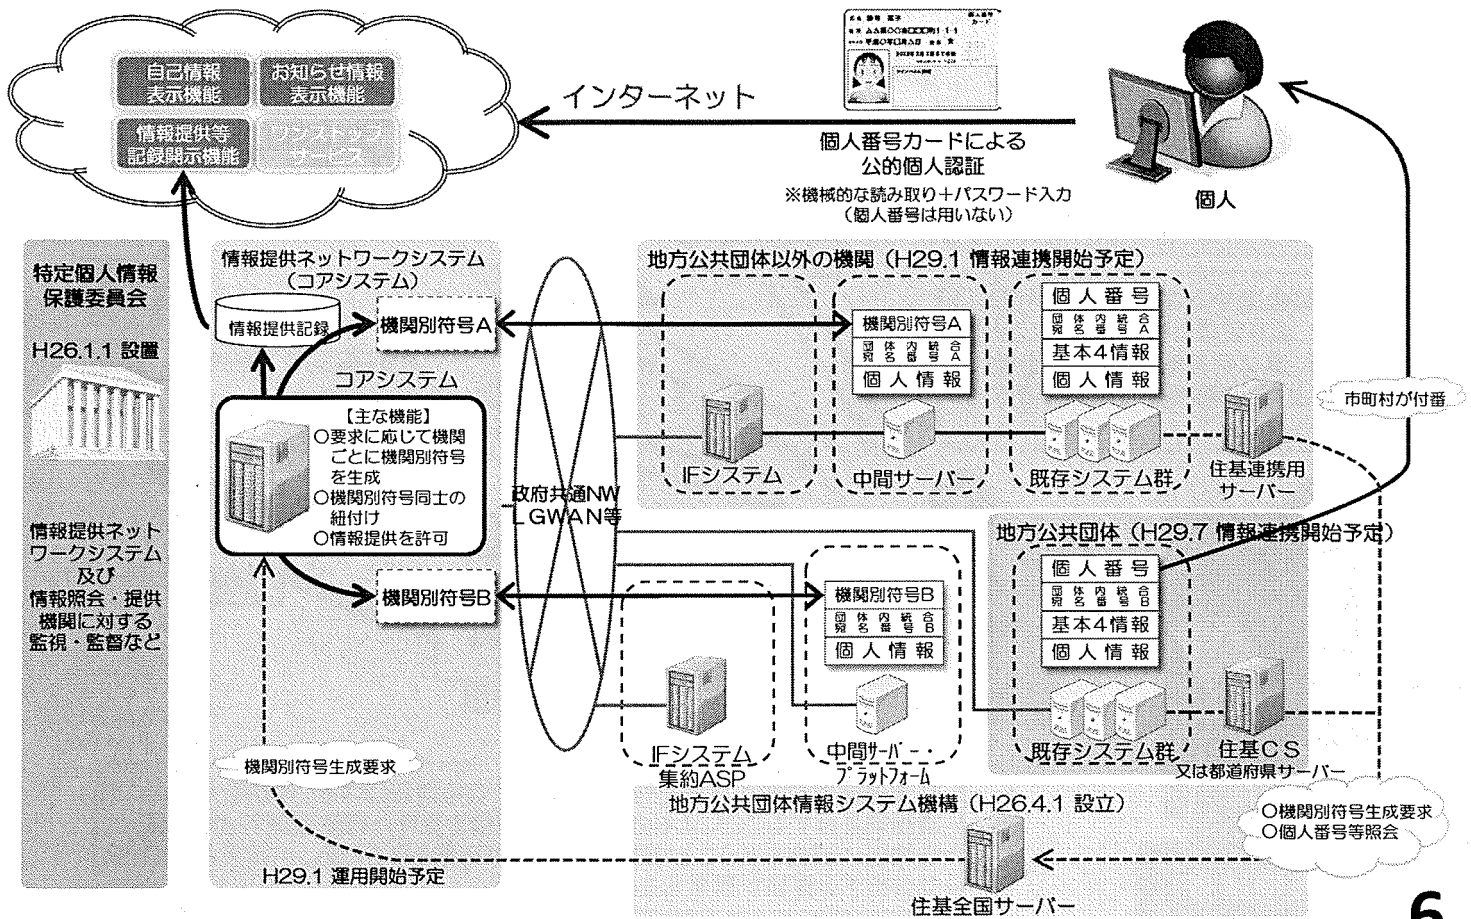 自己情報
表示機能
お知らせ情報
表示機能
情報提供等
記録開示機能
ワンストップ
サービス
インターネット
個人番号
カード
個人番号カードによる
公的個人認証
※機械的な読み取り+パスワード入力
（個人番号は用いない）
個人
特定個人情報
保護委員会
H26.1.1 設置
情報提供ネット
ワークシステム
及び
情報照会・提供
機関に対する
監視・監督など
情報提供ネットワークシステム
（コアシステム）
情報提供記録
機関別符号A
コアシステム
【主な機能】
○要求に応じて機関
ごとに機関別符号
を生成
○機関別符号同士の
紐付け
○情報提供を許可
機関別符号B
機関別符号生成要求
H29.1 運用開始予定
政府共通NW
LGWAN等
地方公共団体以外の機関（H29.1 情報連携開始予定）
IFシステム
機関別符号A
団体内統合
宛名番号A
個人情報
中間サーバー
個人番号
団体内統合
宛名番号A
基本4情報
個人情報
既存システム群
住基連携用
サーバー
市町村が付番
地方公共団体（H29.7 情報連携開始予定）
IFシステム
集約ASP
機関別符号B
団体内統合
宛名番号B
個人情報
中間サーバー・
プラットフォーム
個人番号
団体内統合
宛名番号B
基本4情報
個人情報
既存システム群
住基CS
又は都道府県サーバー
地方公共団体情報システム機構（H26.4.1 設立）
○機関別符号生成要求
○個人番号等照会
住基全国サーバー
6